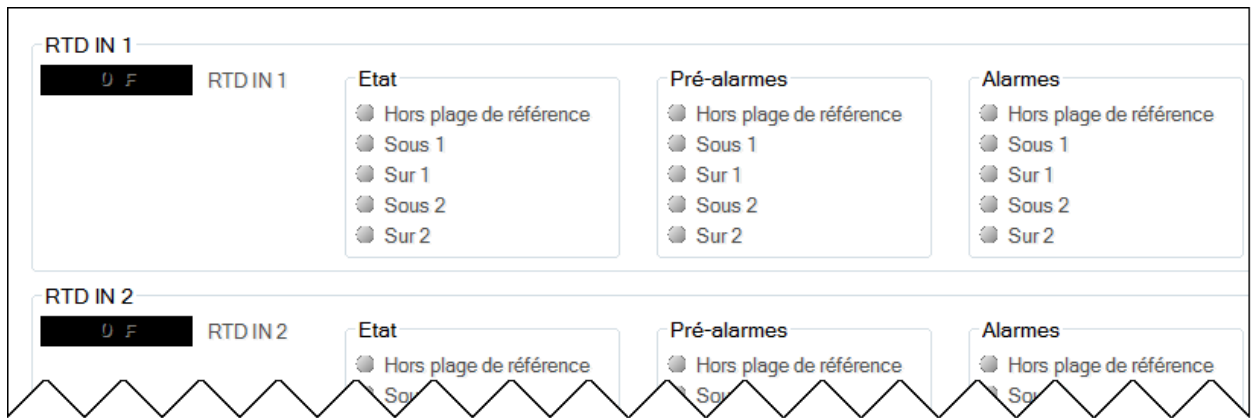 RTD IN 1
0 F RTD IN 1
Etat
Hors plage de référence
Sous 1
Sur 1
Sous 2
Sur 2
Pré-alarmes
Hors plage de référence
Sous 1
Sur 1
Sous 2
Sur 2
Alarmes
Hors plage de référence
Sous 1
Sur 1
Sous 2
Sur 2
RTD IN 2
0 F RTD IN 2
Etat
Hors plage de référence
Pré-alarmes
Hors plage de référence
Alarmes
Hors plage de référence